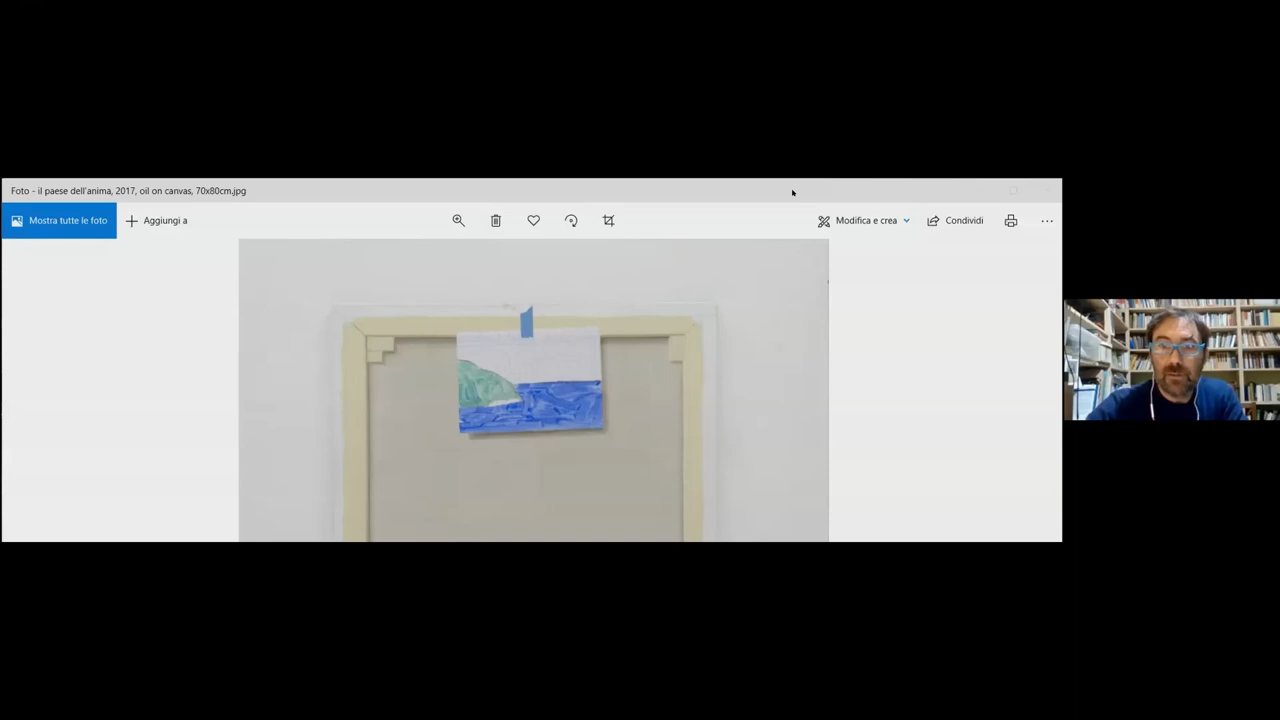 Foto - il paese dell'anima, 2017, oil on canvas, 70x80cm.jpg
Mostra tutte le foto
Aggiungi a
Modifica e crea
Condividi